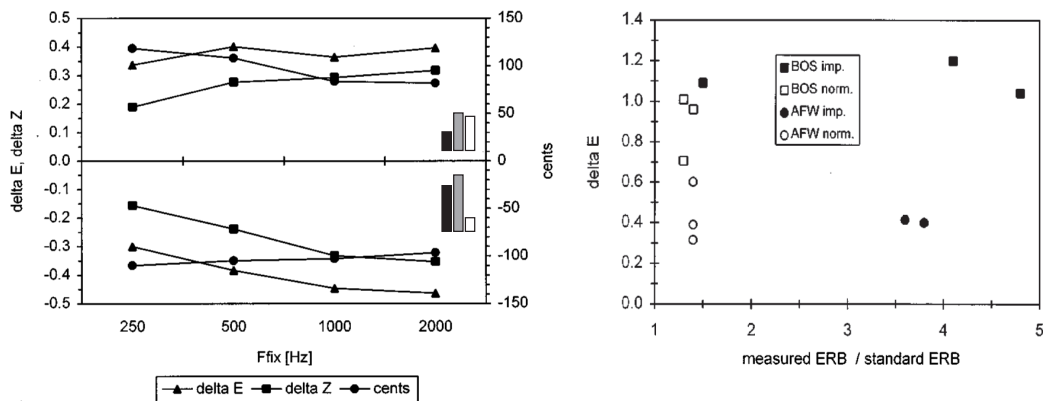 0.5
0.4
0.3
0.2
0.1
0.0
-0.1
-0.2
-0.3
-0.4
-0.5
delta E, delta Z
150
100
50
0
-50
-100
-150
cents
250 500 1000 2000
Ffix [Hz]
delta E delta Z cents
1.4
1.2
1.0
0.8
0.6
0.4
0.2
0.0
delta E
BOS imp.
BOS norm.
AFW imp.
AFW norm.
1 2 3 4 5
measured ERB / standard ERB